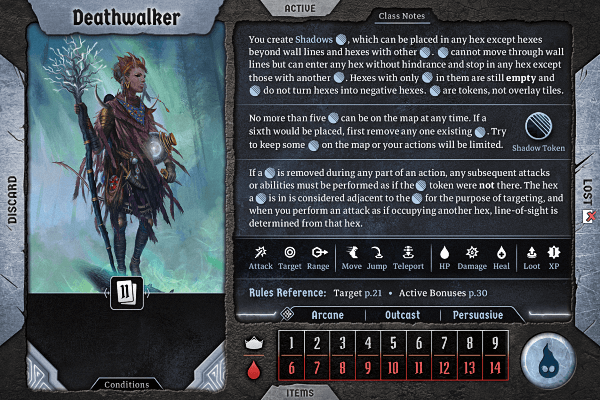 Deathwalker
ACTIVE
Class Notes
You create Shadows , which can be placed in any hex except hexes
beyond wall lines and hexes with other . cannot move through wall
lines but can enter any hex without hindrance and stop in any hex except
those with another . Hexes with only in them are still empty and
do not turn hexes into negative hexes. are tokens, not overlay tiles.
No more than five can be on the map at any time. If a
sixth would be placed, first remove any one existing . Try
to keep some on the map or your actions will be limited.
Shadow Token
If a is removed during any part of an action, any subsequent attacks
or abilities must be performed as if the token were not there. The hex
a is in is considered adjacent to the for the purpose of targeting, and
when you perform an attack as if occupying another hex, line-of-sight is
determined from that hex.
Attack Target Range Move Jump Teleport HP Damage Heal Loot XP
Rules Reference: Target p.21 • Active Bonuses p.30
Arcane | Outcast | Persuasive
1 2 3 4 5 6 7 8 9
6 7 8 9 10 11 12 13 14
11
Conditions
DISCARD
LOST
ITEMS